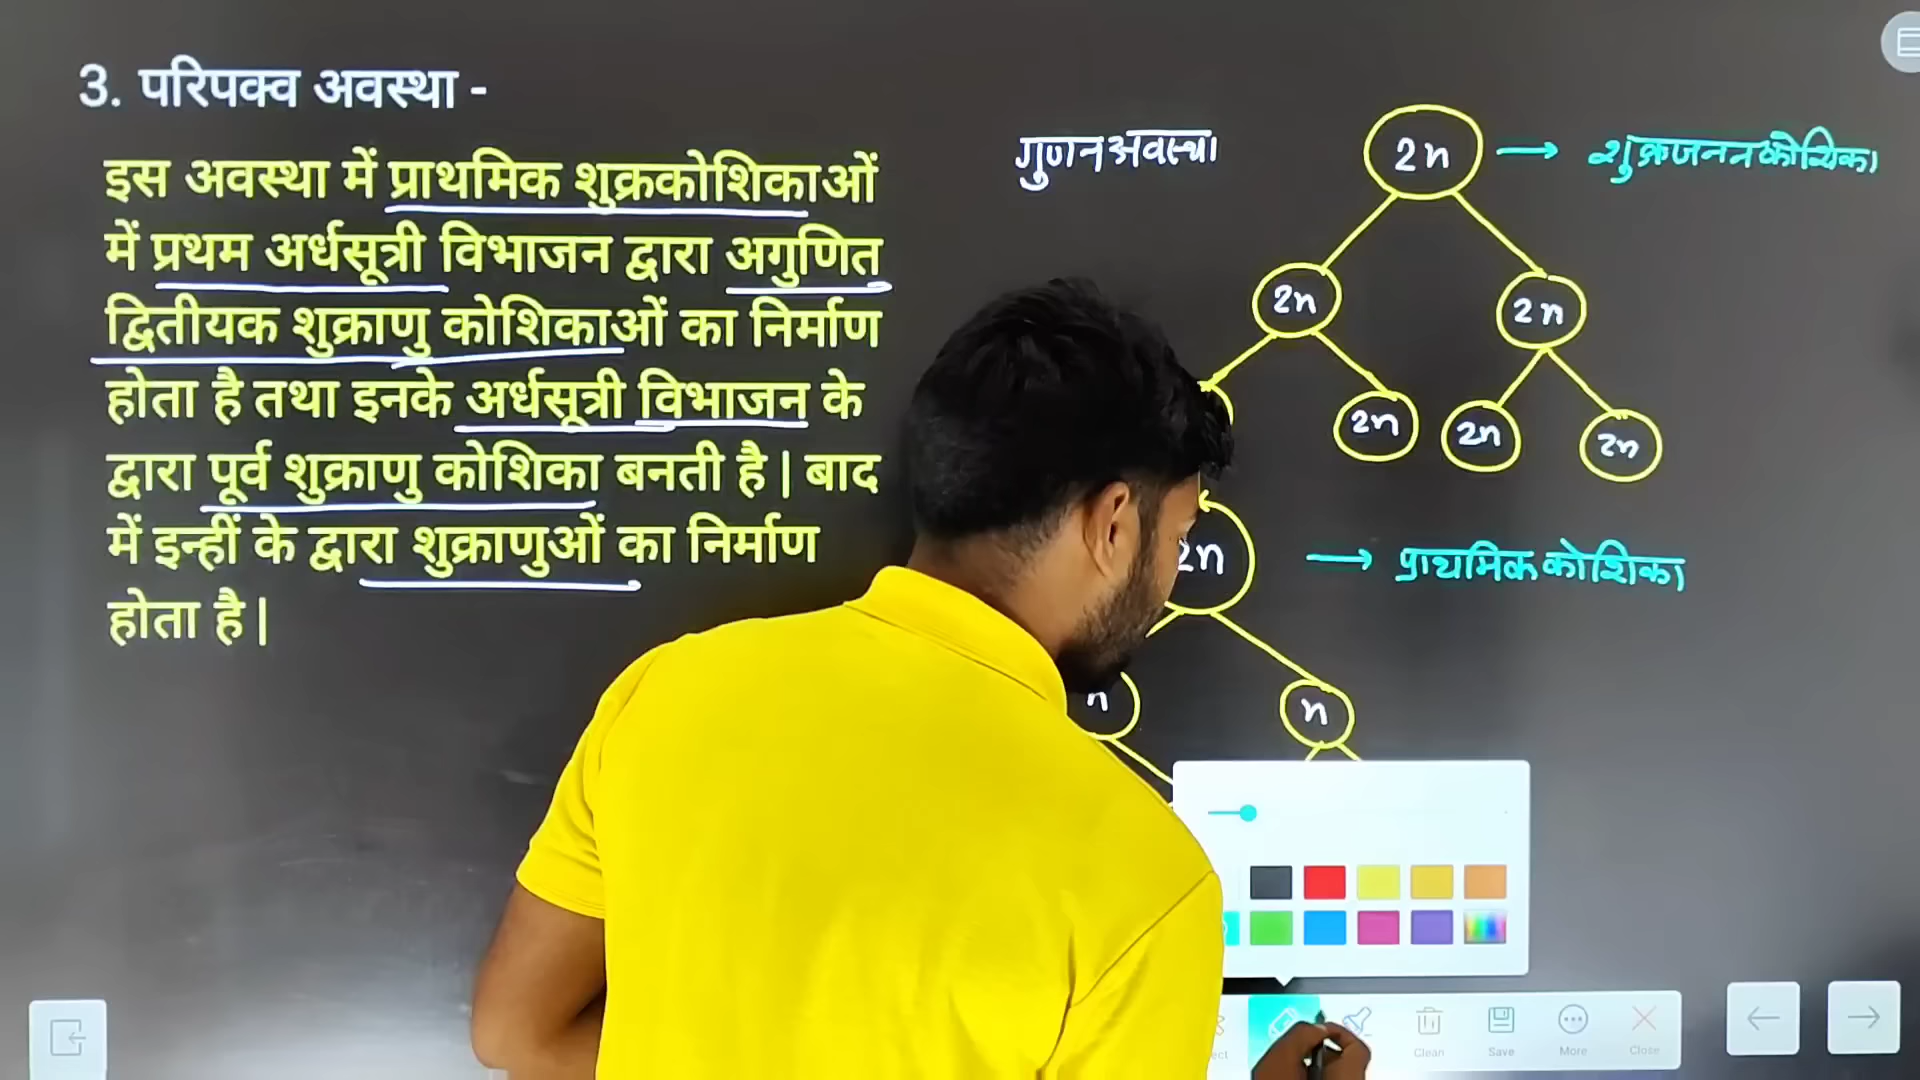 3. परिपक्व अवस्था -
इस अवस्था में प्राथमिक शुक्रकोशिकाओं
में प्रथम अर्धसूत्री विभाजन द्वारा अगुणित
द्वितीयक शुक्राणु कोशिकाओं का निर्माण
होता है तथा इनके अर्धसूत्री विभाजन के
द्वारा पूर्व शुक्राणु कोशिका बनती है | बाद
में इन्हीं के द्वारा शुक्राणुओं का निर्माण
होता है |
गुणन अवस्था
2n
शुक्रजनन कोशिका
2n
2n
2n
2n
2n
2n
प्राथमिक कोशिका
n
n
Clean
Save
More
Close